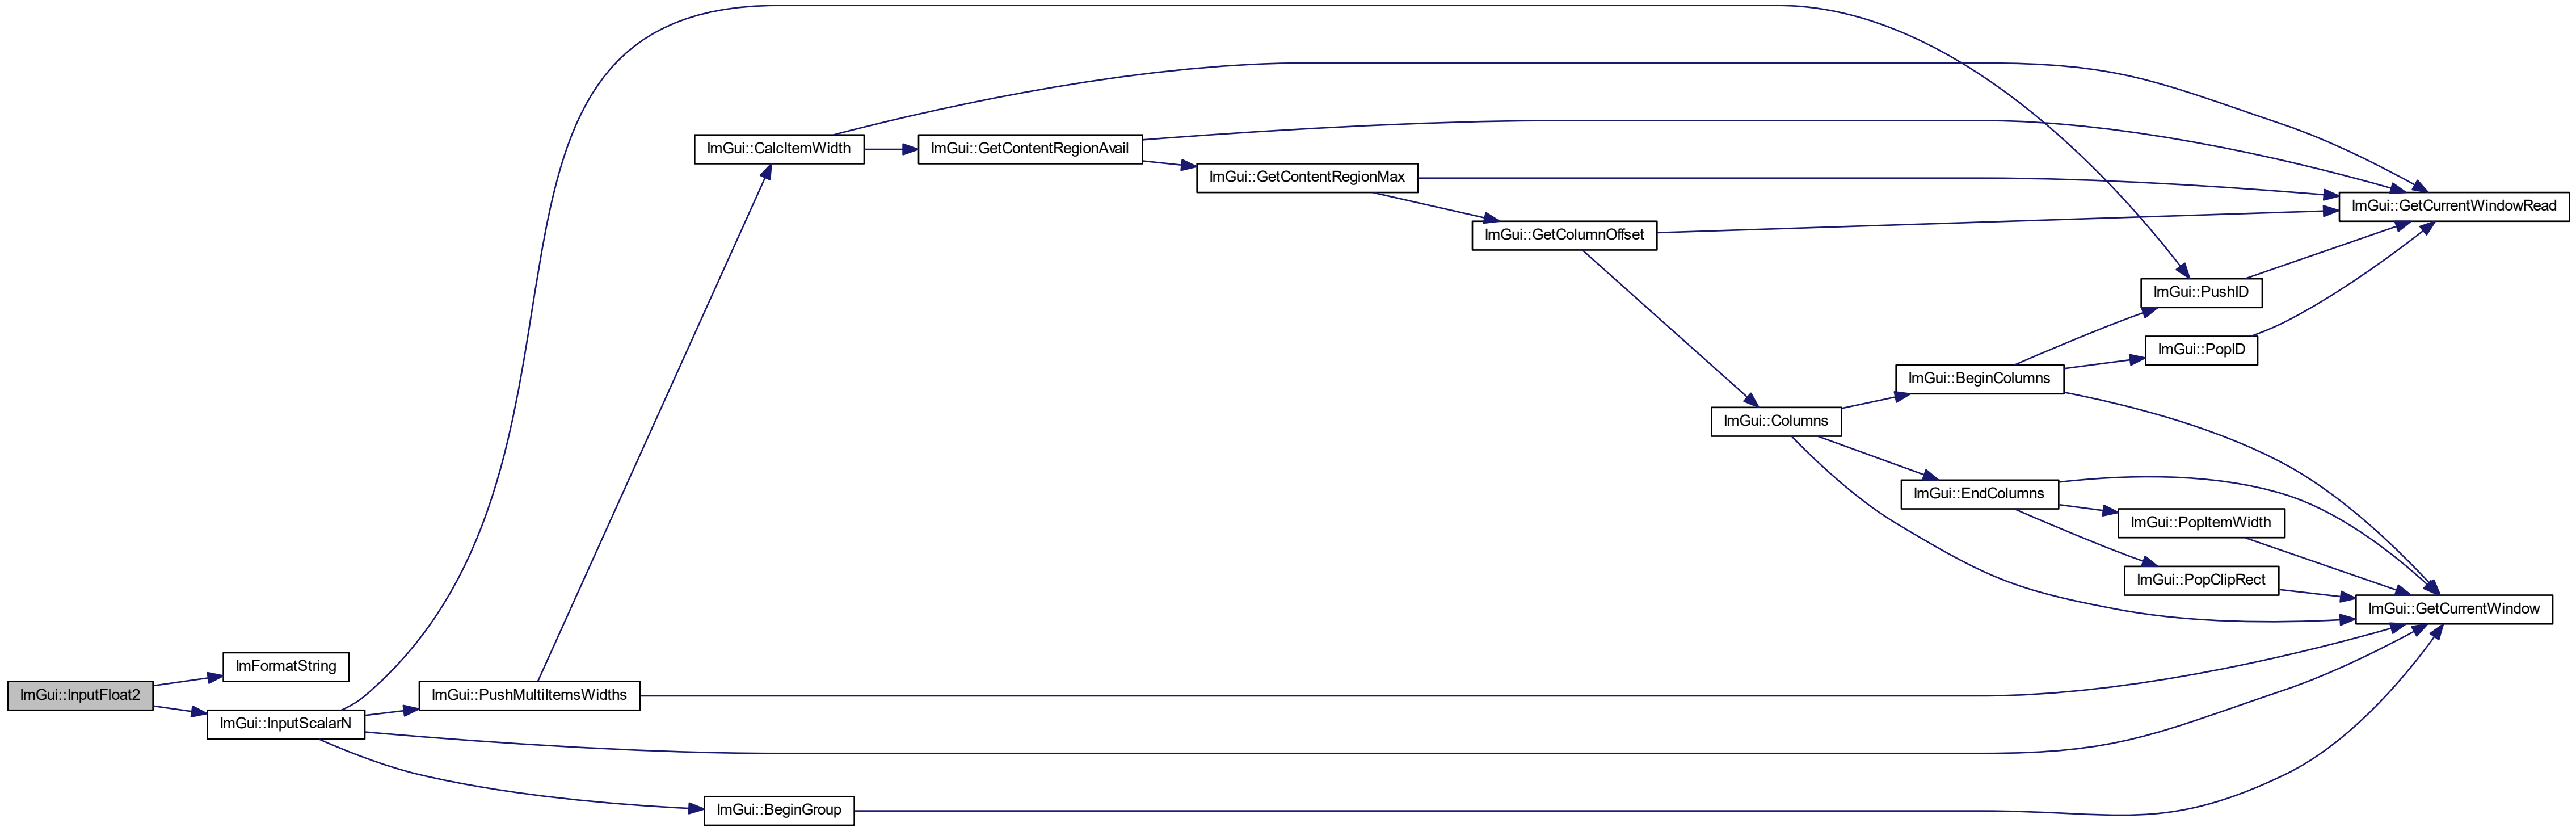 ImGui::CalcItemWidth
ImGui::GetContentRegionAvail
ImGui::GetContentRegionMax
ImGui::GetCurrentWindowRead
ImGui::GetColumnOffset
ImGui::PushID
ImGui::PopID
ImGui::BeginColumns
ImGui::Columns
ImGui::EndColumns
ImGui::PopItemWidth
ImGui::PopClipRect
ImGui::GetCurrentWindow
ImFormatString
ImGui::InputFloat2
ImGui::PushMultiItemsWidths
ImGui::InputScalarN
ImGui::BeginGroup